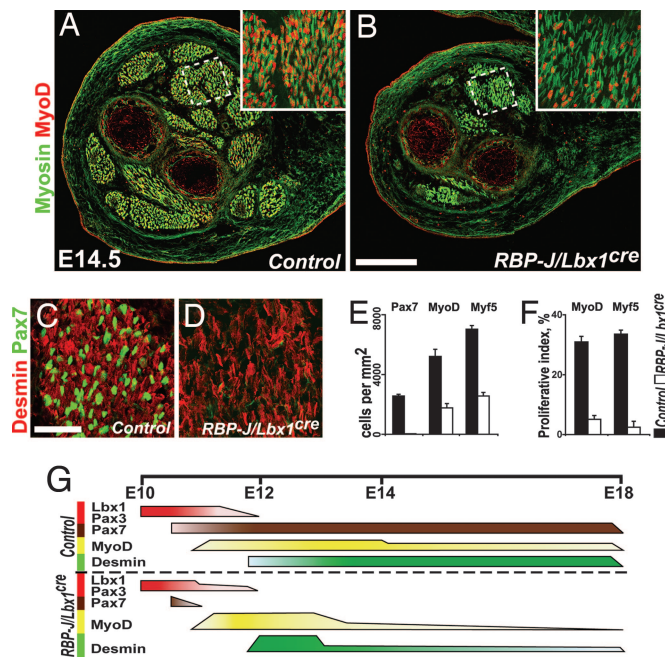 A
B
Myosin MyoD
E14.5
Control
RBP-J/Lbx1cre
C
D
E
F
Desmin Pax7
Control
RBP-J/Lbx1cre
Pax7 MyoD Myf5
cells per mm2
8000
4000
0
MyoD Myf5
Proliferative index, %
40
20
0
Control
RBP-J/Lbx1cre
G
E10 E12 E14 E18
Control
Lbx1
Pax3
Pax7
MyoD
Desmin
RBP-J/Lbx1cre
Lbx1
Pax3
Pax7
MyoD
Desmin